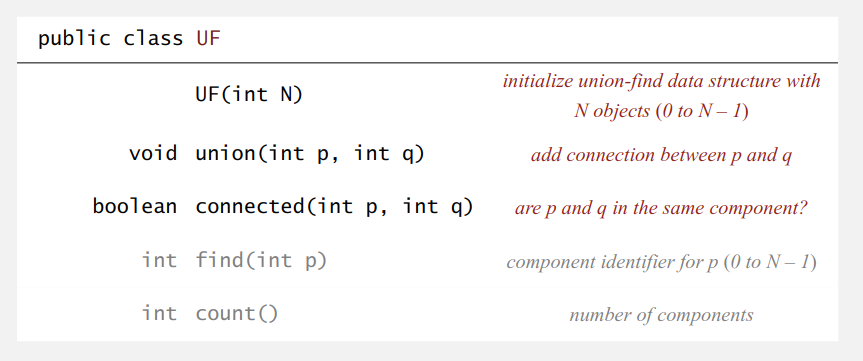 public class UF
UF(int N)
initialize union-find data structure with
N objects (0 to N – 1)
void union(int p, int q)
add connection between p and q
boolean connected(int p, int q)
are p and q in the same component?
int find(int p)
component identifier for p (0 to N – 1)
int count()
number of components